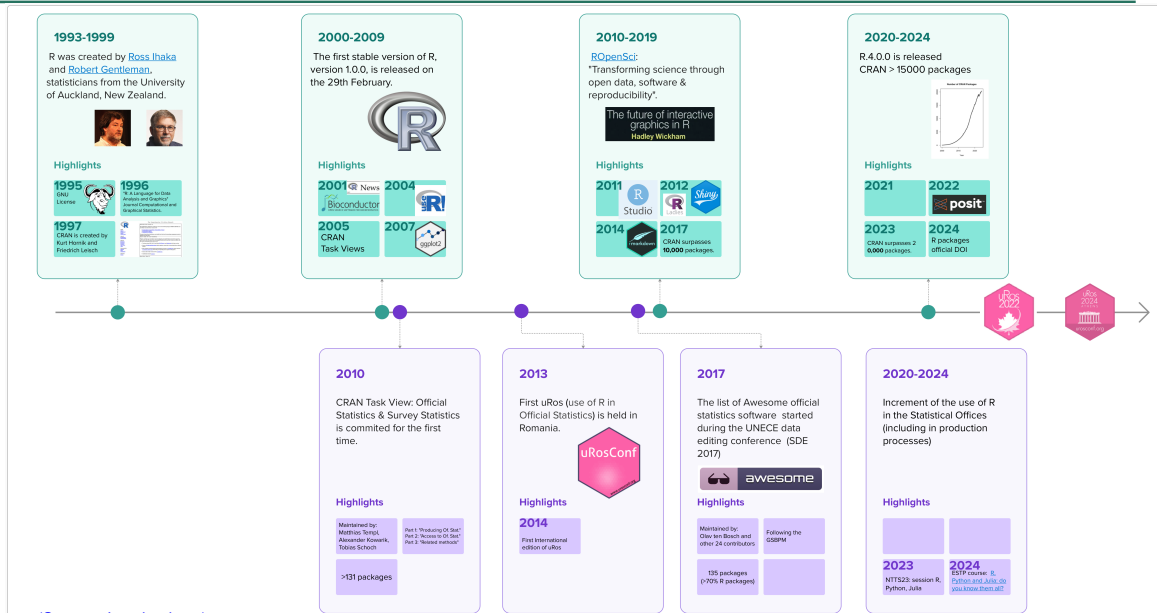 1993-1999
R was created by Ross Ihaka
and Robert Gentleman,
statisticians from the University
of Auckland, New Zealand.
Highlights
1995
GNU
License
1996
"R: A Language for Data
Analysis and Graphics"
Journal Computational and
Graphical Statistics.
1997
CRAN is created by
Kurt Hornik and
Friedrich Leisch
2000-2009
The first stable version of R,
version 1.0.0, is released on
the 29th February.
R
Highlights
2001
R News
Bioconductor
2004
useR!
2005
CRAN
Task Views
2007
ggplot2
2010-2019
ROpenSci:
"Transforming science through
open data, software &
reproducibility".
The future of interactive
graphics in R
Hadley Wickham
Highlights
2011
R
Studio
2012
R
Ladies
Shiny
2014
rmarkdown
2017
CRAN surpasses
10,000 packages.
2020-2024
R.4.0.0 is released
CRAN > 15000 packages
Highlights
2021
2022
posit
2023
CRAN surpasses 2
0,000 packages.
2024
R packages
official DOI
uRos
2022
uRos
2024
2010
CRAN Task View: Official
Statistics & Survey Statistics
is commited for the first
time.
Highlights
Maintained by:
Matthias Templ,
Alexander Kowarik,
Tobias Schoch
Part 1: "Producing Of. Stat."
Part 2: "Access to Of. Stat."
Part 3: "Related methods"
>131 packages
2013
First uRos (use of R in
Official Statistics) is held in
Romania.
uRosConf
Highlights
2014
First International
edition of uRos
2017
The list of Awesome official
statistics software started
during the UNECE data
editing conference (SDE
2017)
awesome
Highlights
Maintained by:
Olav ten Bosch and
other 24 contributors
Following the
GSBPM
135 packages
(>70% R packages)
2020-2024
Increment of the use of R
in the Statistical Offices
(including in production
processes)
Highlights
2023
NTTS23: session R,
Python, Julia
2024
ESTP course: R,
Python and Julia: do
you know them all?